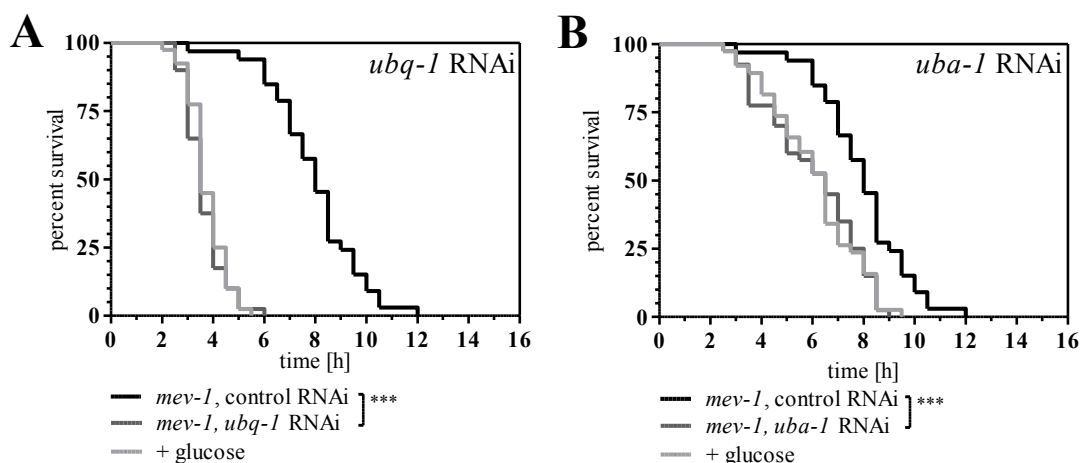 A
B
100
75
50
25
0
percent survival
ubq-1 RNAi
0 2 4 6 8 10 12 14 16
time [h]
mev-1, control RNAi
***
mev-1, ubq-1 RNAi
+ glucose
100
75
50
25
0
percent survival
uba-1 RNAi
0 2 4 6 8 10 12 14 16
time [h]
mev-1, control RNAi
***
mev-1, uba-1 RNAi
+ glucose